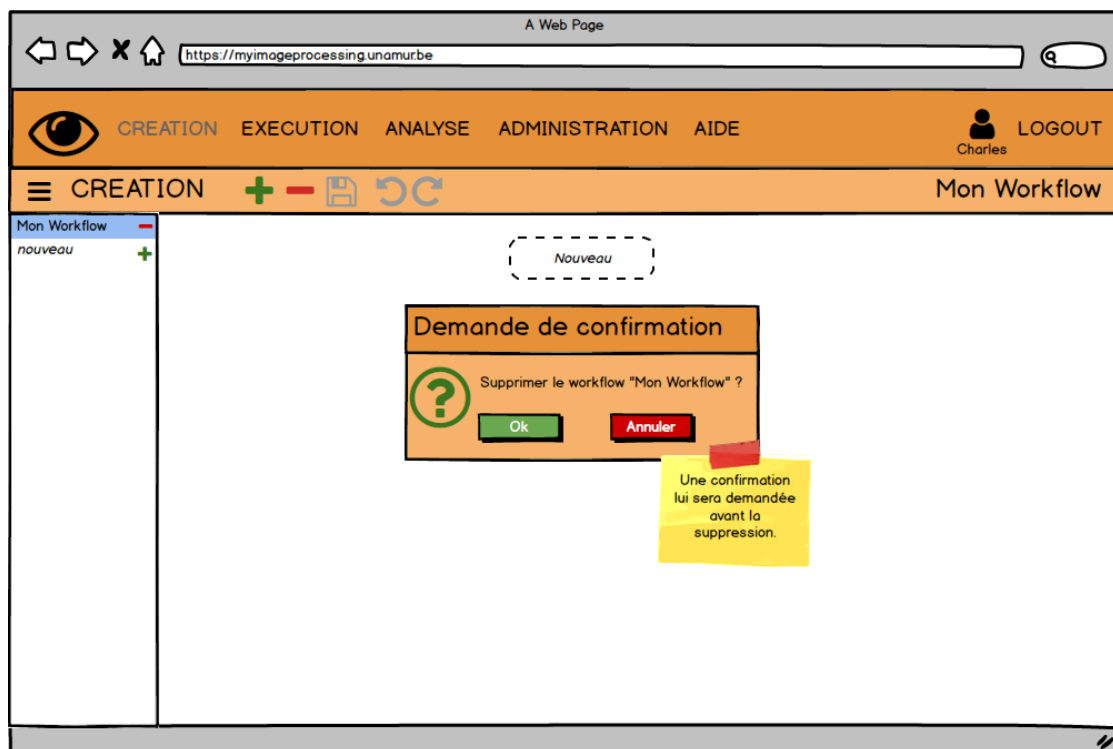 A Web Page
https://myimageprocessing.unamur.be
CREATION EXECUTION ANALYSE ADMINISTRATION AIDE Charles LOGOUT
CREATION Mon Workflow
Mon Workflow
nouveau
Nouveau
Demande de confirmation
Supprimer le workflow "Mon Workflow" ?
Ok Annuler
Une confirmation
lui sera demandée
avant la
suppression.